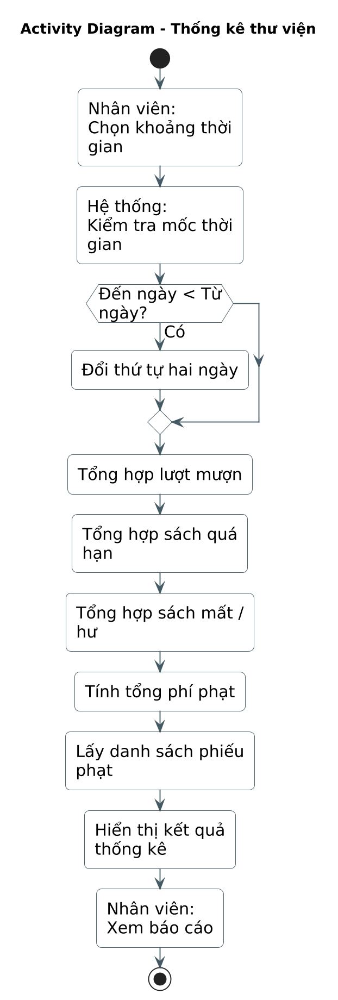 Activity Diagram - Thống kê thư viện
Nhân viên:
Chọn khoảng thời
gian
Hệ thống:
Kiểm tra mốc thời
gian
Đến ngày < Từ
ngày?
Có
Đổi thứ tự hai ngày
Tổng hợp lượt mượn
Tổng hợp sách quá
hạn
Tổng hợp sách mất /
hư
Tính tổng phí phạt
Lấy danh sách phiếu
phạt
Hiển thị kết quả
thống kê
Nhân viên:
Xem báo cáo